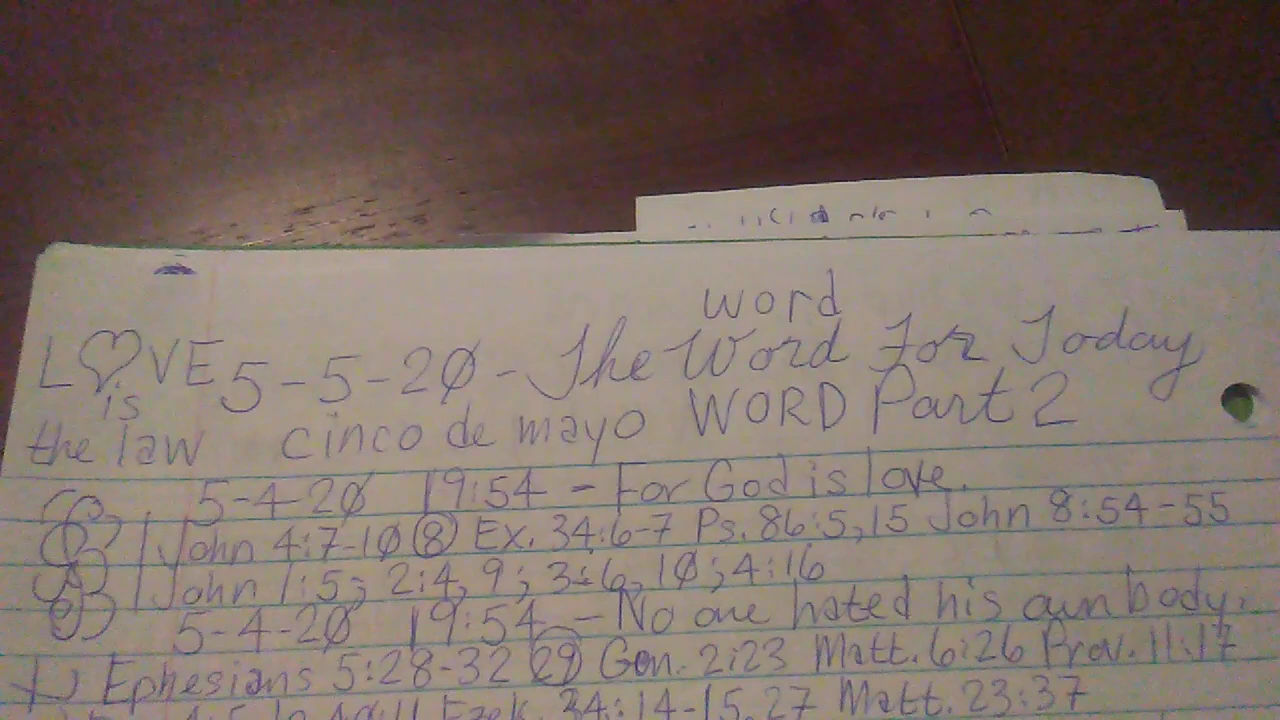 word
LOVE 5-5-20 - The Word For Today
is
the law cinco de mayo WORD Part 2
5-4-20 19:54 - For God is love.
1 John 4:7-10 (8) Ex. 34:6-7 Ps. 86:5,15 John 8:54-55
1 John 1:5; 2:4, 9; 3:6, 10; 4:16
5-4-20 19:54 - No one hated his own body.
Ephesians 5:28-32 (29) Gen. 2:23 Matt. 6:26 Prov. 11:17
Ezek. 34:14-15, 27 Matt. 23:37